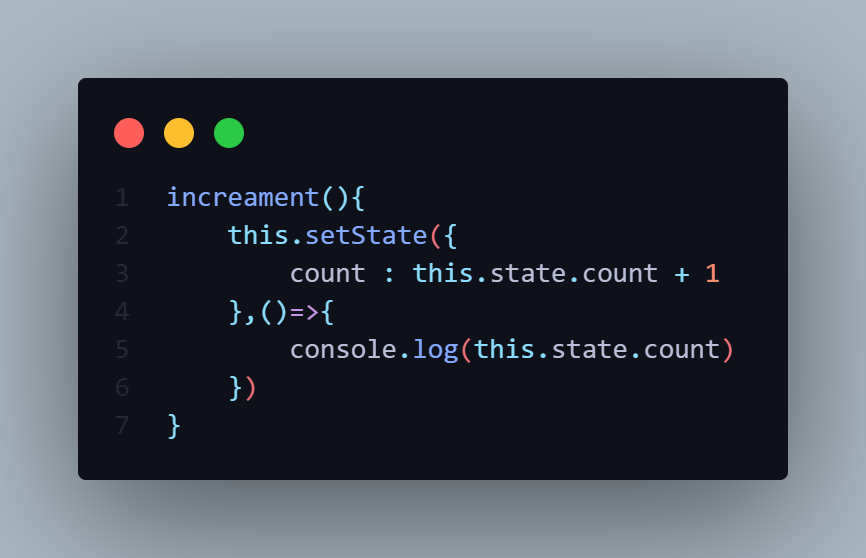 1 increament(){
2 this.setState({
3 count : this.state.count + 1
4 },()=>{
5 console.log(this.state.count)
6 })
7 }